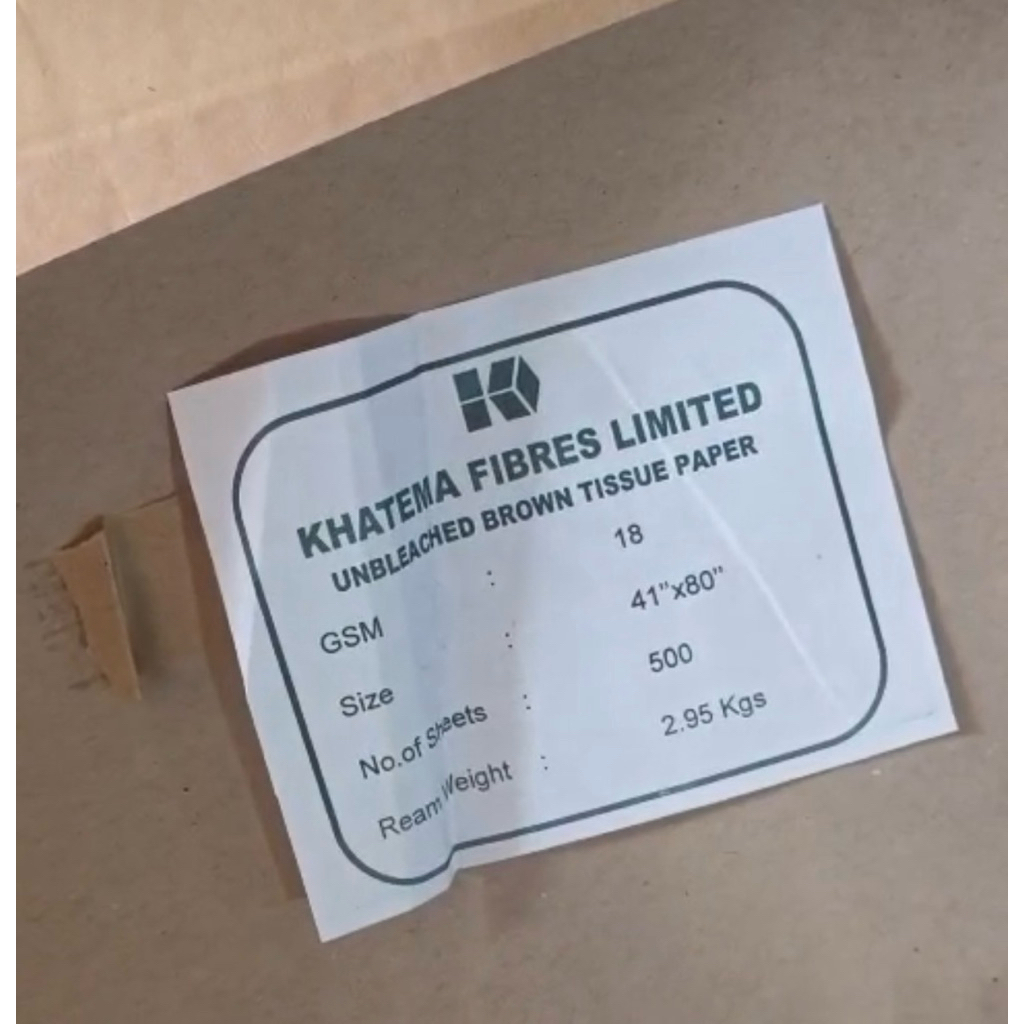 KHATEMA FIBRES LIMITED
UNBLEACHED BROWN TISSUE PAPER
GSM : 18
Size : 41"x80"
No.of Sheets : 500
Ream Weight : 2.95 Kgs